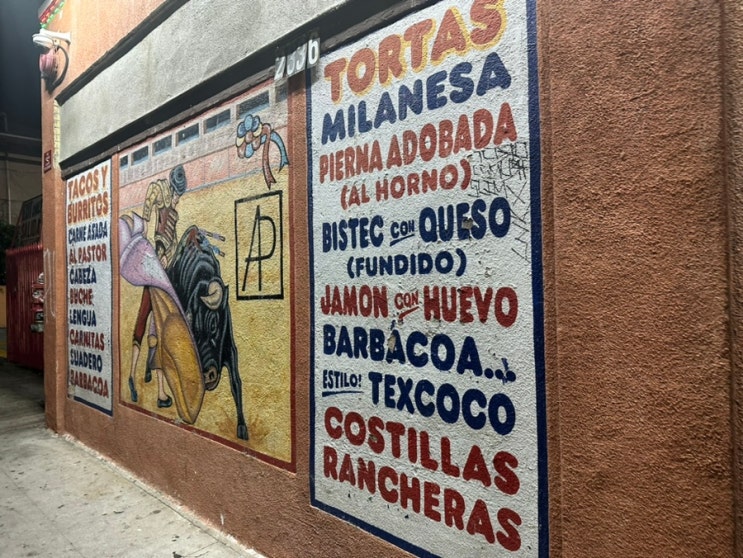 TACOS Y
BURRITOS
CARNE ASADA
AL PASTOR
CABEZA
BUCHE
LENGUA
CARNITAS
SUADERO
BARBACOA
AP
2536
TORTAS
MILANESA
PIERNA ADOBADA
(AL HORNO)
BISTEC CON QUESO
(FUNDIDO)
JAMON CON HUEVO
BARBACOA...
ESTILO! TEXCOCO
COSTILLAS
RANCHERAS